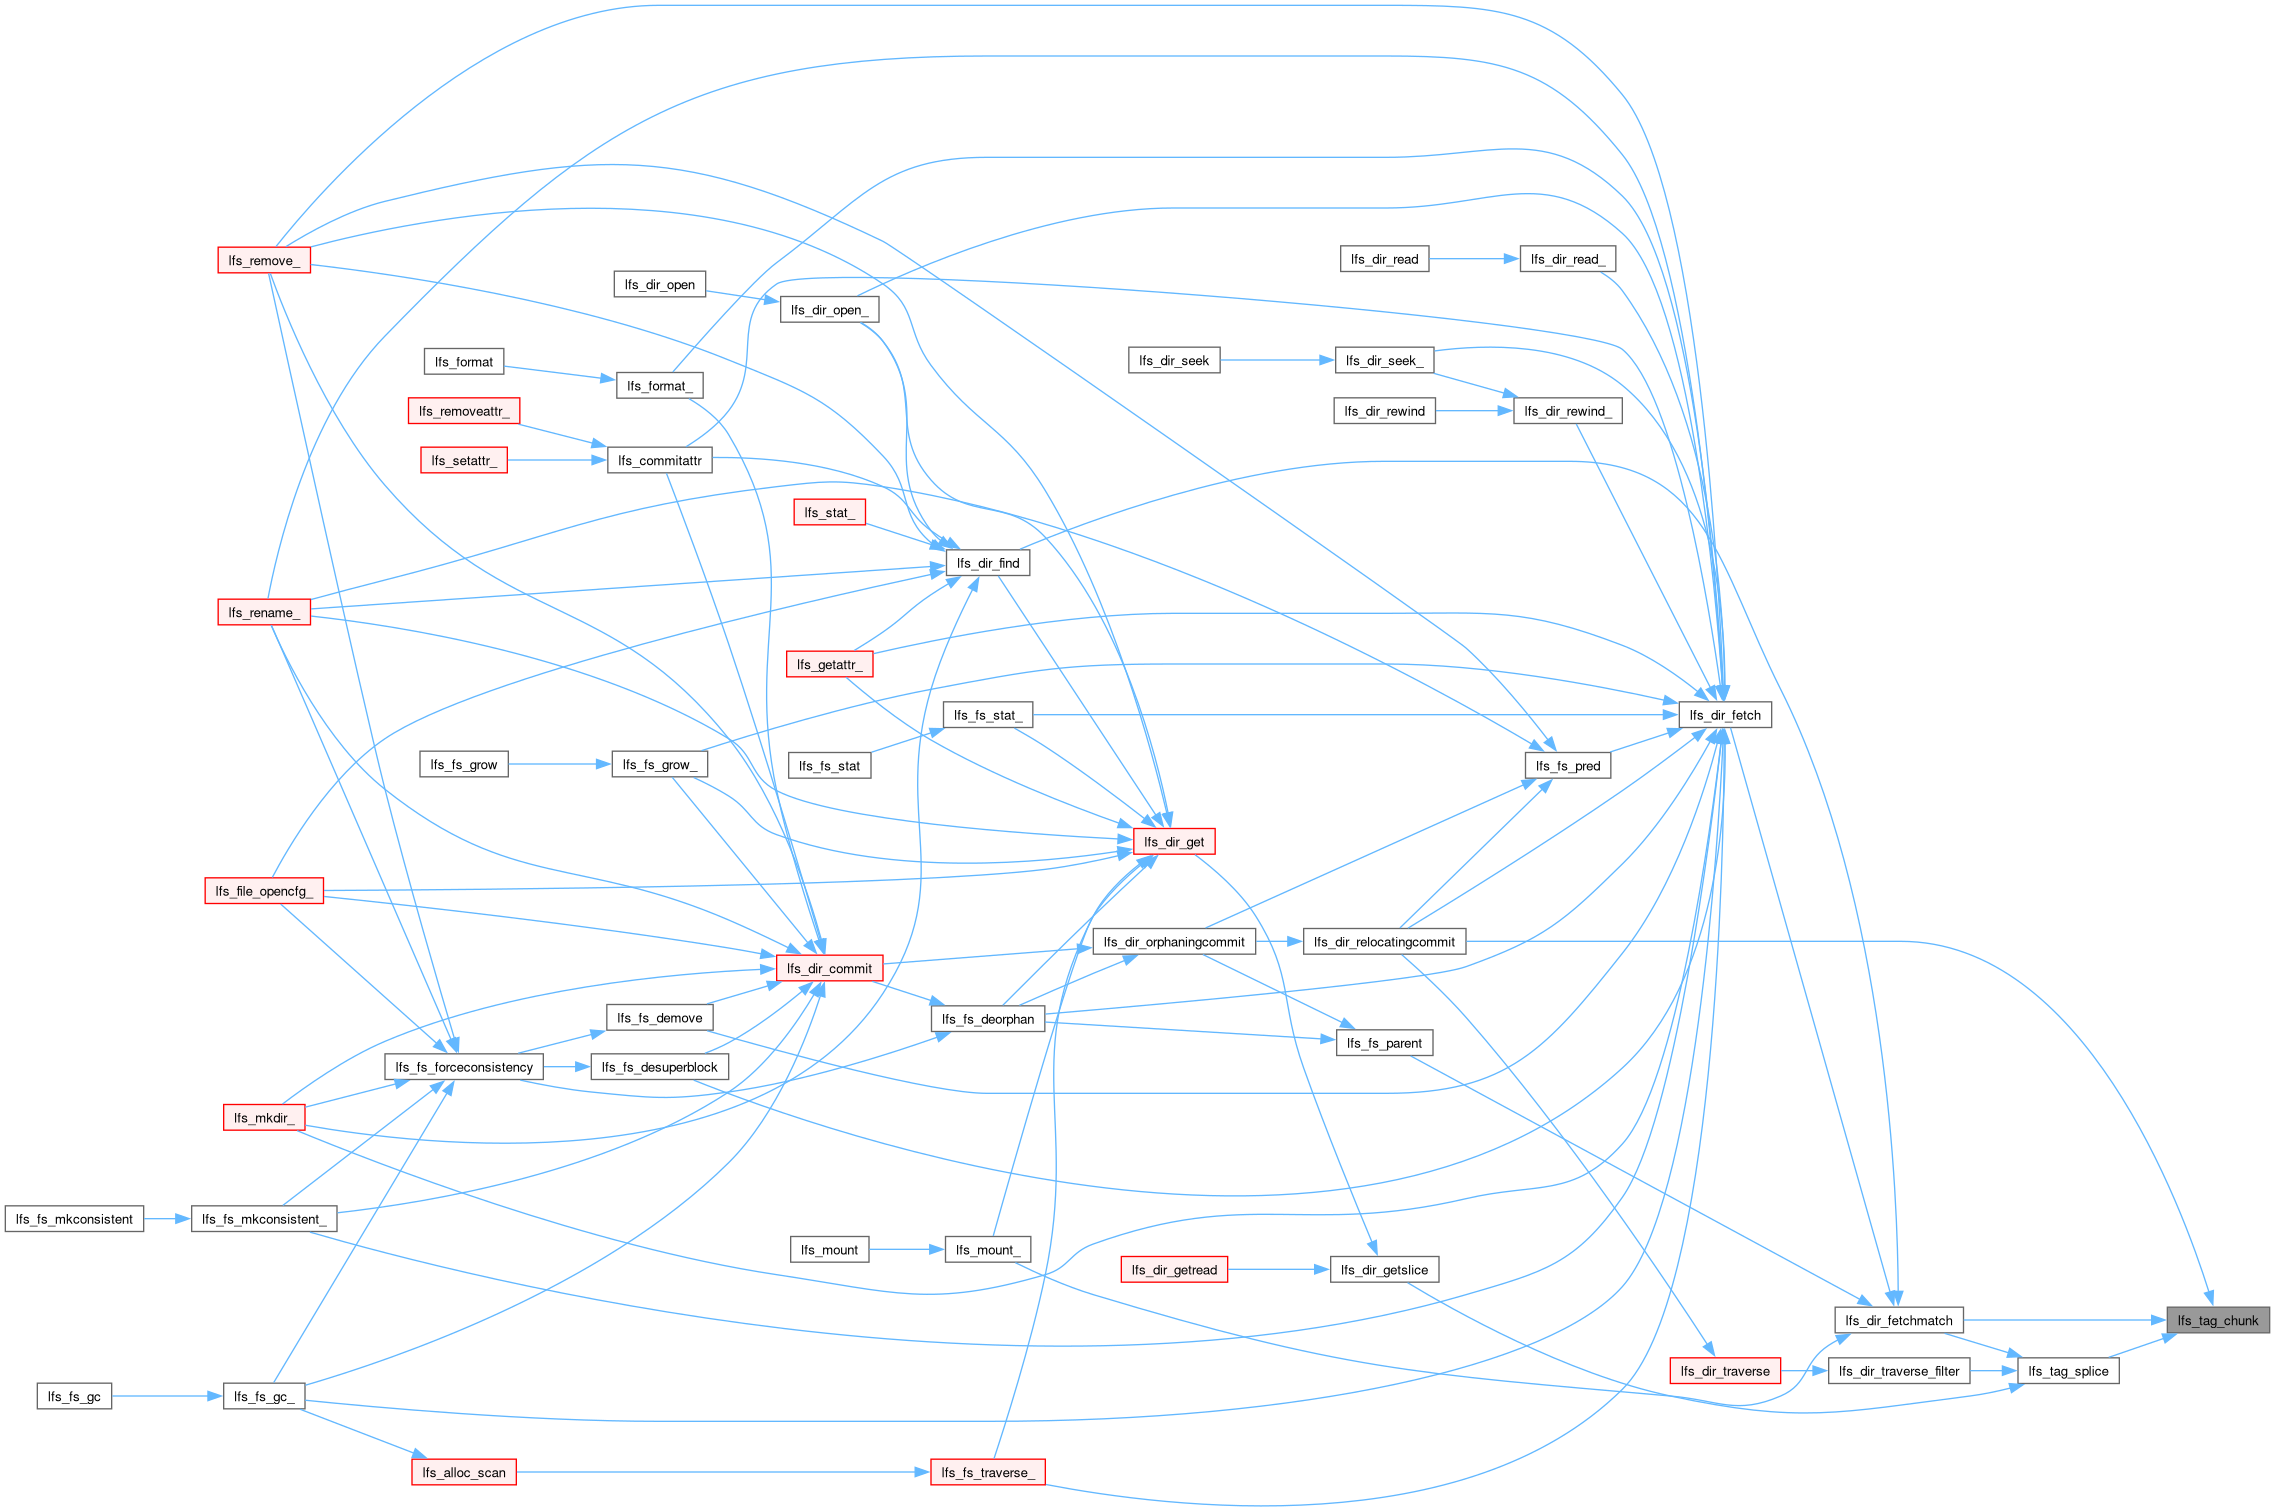 lfs_remove_
lfs_dir_read
lfs_dir_read_
lfs_dir_open
lfs_dir_open_
lfs_format
lfs_dir_seek
lfs_dir_seek_
lfs_format_
lfs_removeattr_
lfs_dir_rewind
lfs_dir_rewind_
lfs_setattr_
lfs_commitattr
lfs_stat_
lfs_dir_find
lfs_rename_
lfs_getattr_
lfs_fs_stat_
lfs_dir_fetch
lfs_fs_grow
lfs_fs_grow_
lfs_fs_stat
lfs_fs_pred
lfs_dir_get
lfs_file_opencfg_
lfs_dir_orphaningcommit
lfs_dir_relocatingcommit
lfs_dir_commit
lfs_fs_demove
lfs_fs_deorphan
lfs_fs_parent
lfs_fs_forceconsistency
lfs_fs_desuperblock
lfs_mkdir_
lfs_fs_mkconsistent
lfs_fs_mkconsistent_
lfs_mount
lfs_mount_
lfs_dir_getread
lfs_dir_getslice
lfs_dir_fetchmatch
lfs_tag_chunk
lfs_dir_traverse
lfs_dir_traverse_filter
lfs_tag_splice
lfs_fs_gc
lfs_fs_gc_
lfs_alloc_scan
lfs_fs_traverse_